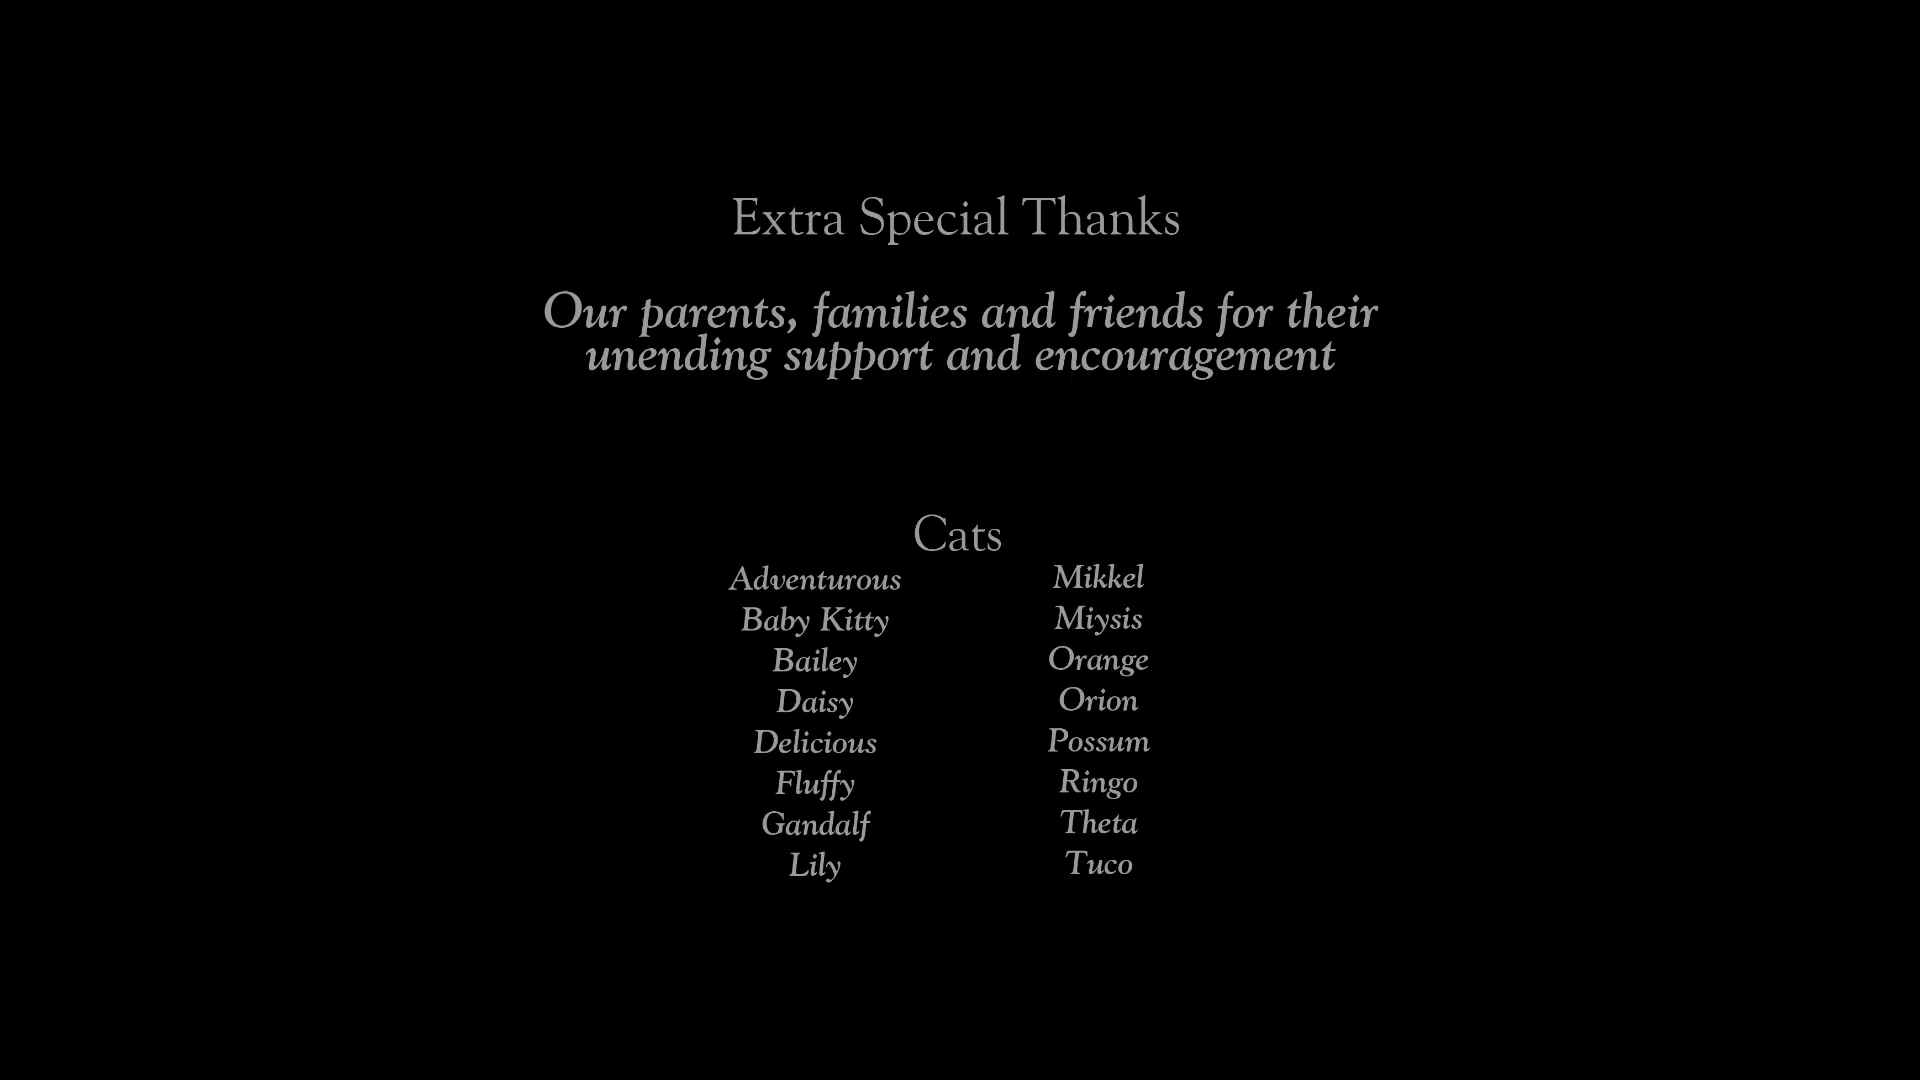 Extra Special Thanks
Our parents, families and friends for their
unending support and encouragement
Cats
Adventurous
Baby Kitty
Bailey
Daisy
Delicious
Fluffy
Gandalf
Lily
Mikkel
Miysis
Orange
Orion
Possum
Ringo
Theta
Tuco